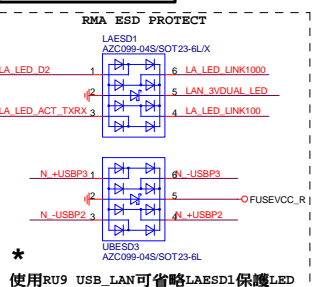 RMA ESD PROTECT
LAESD1
AZC099-04S/SOT23-6L/X
LA_LED_D2 1 6 LA_LED_LINK1000
2 5 LAN_3VDUAL_LED
LA_LED_ACT_TXRX 3 4 LA_LED_LINK100
N_+USBP3 1 6 N_-USBP3
2 5 FUSEVCC_R
N_-USBP2 3 4 N_+USBP2
UBESD3
AZC099-04S/SOT23-6L
*
使用RU9 USB_LAN可省略LAESD1保護LED